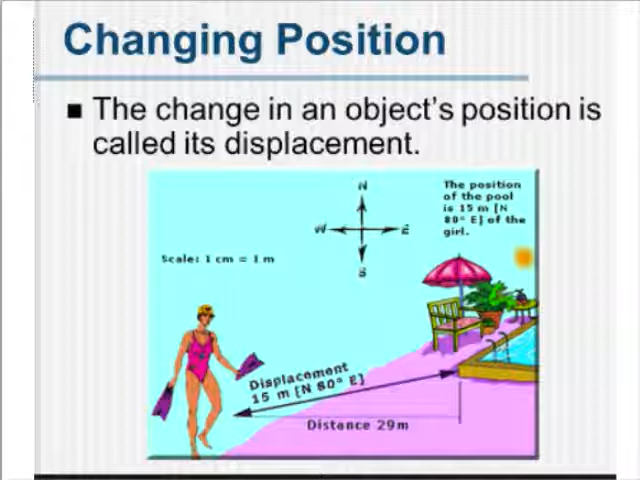 Changing Position
The change in an object's position is
called its displacement.
N
The position
of the pool
is 15 m [N
80° E] of the
girl.
W
E
S
Scale: 1 cm = 1 m
Displacement
15 m [N 80° E]
Distance 29m